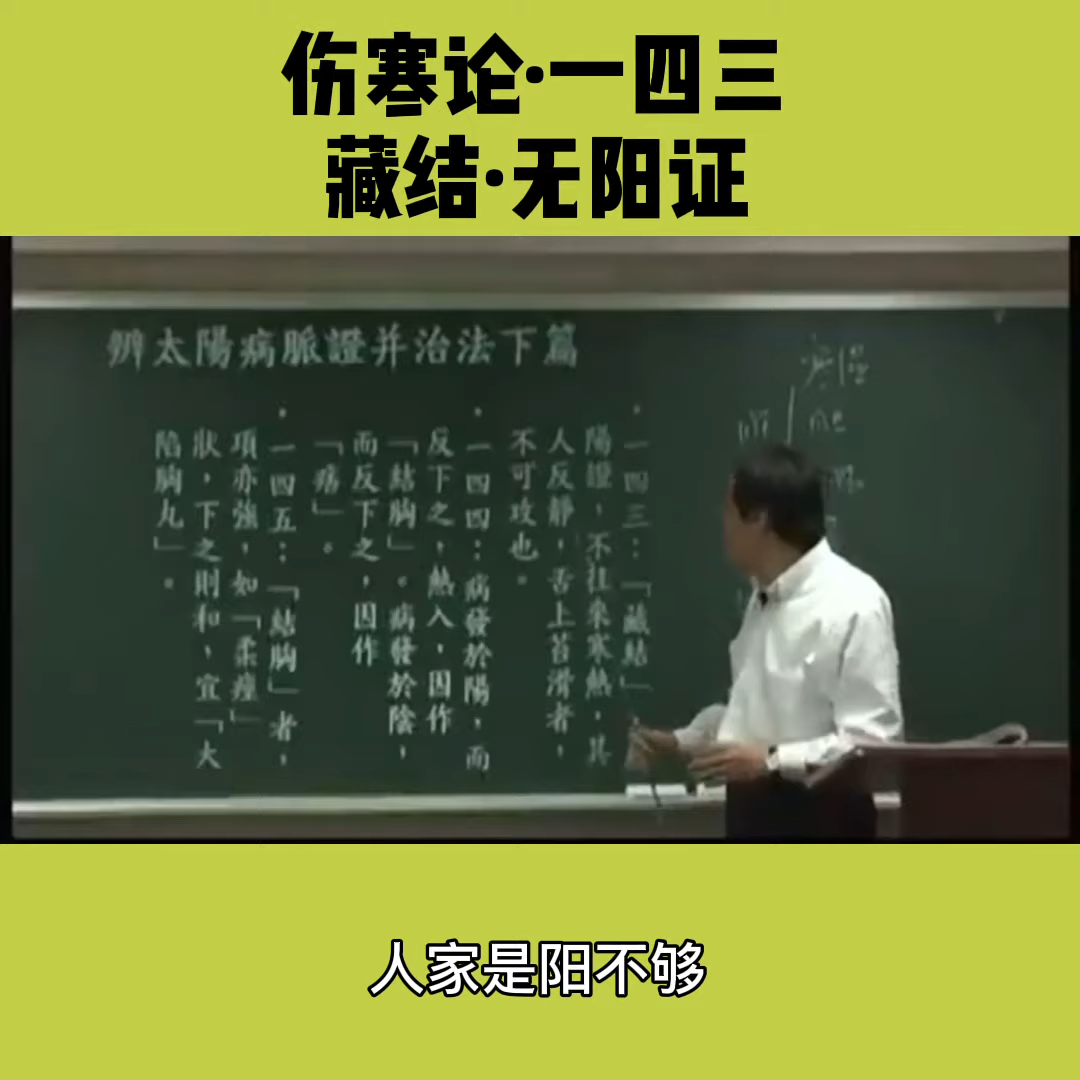 伤寒论·一四三
藏结·无阳证
辨太陽病脈證并治法下篇
・一四三：「藏結」
陽證，不往來寒熱，其
人反靜，舌上苔滑者，
不可攻也。
・一四四：病發於陽，而
反下之，熱入，因作
「結胸」。病發於陰，
而反下之，因作
「痞」。
・一四五：「結胸」者，
項亦強，如「柔痙」
狀，下之則和，宜「大
陷胸丸」。
人家是阳不够